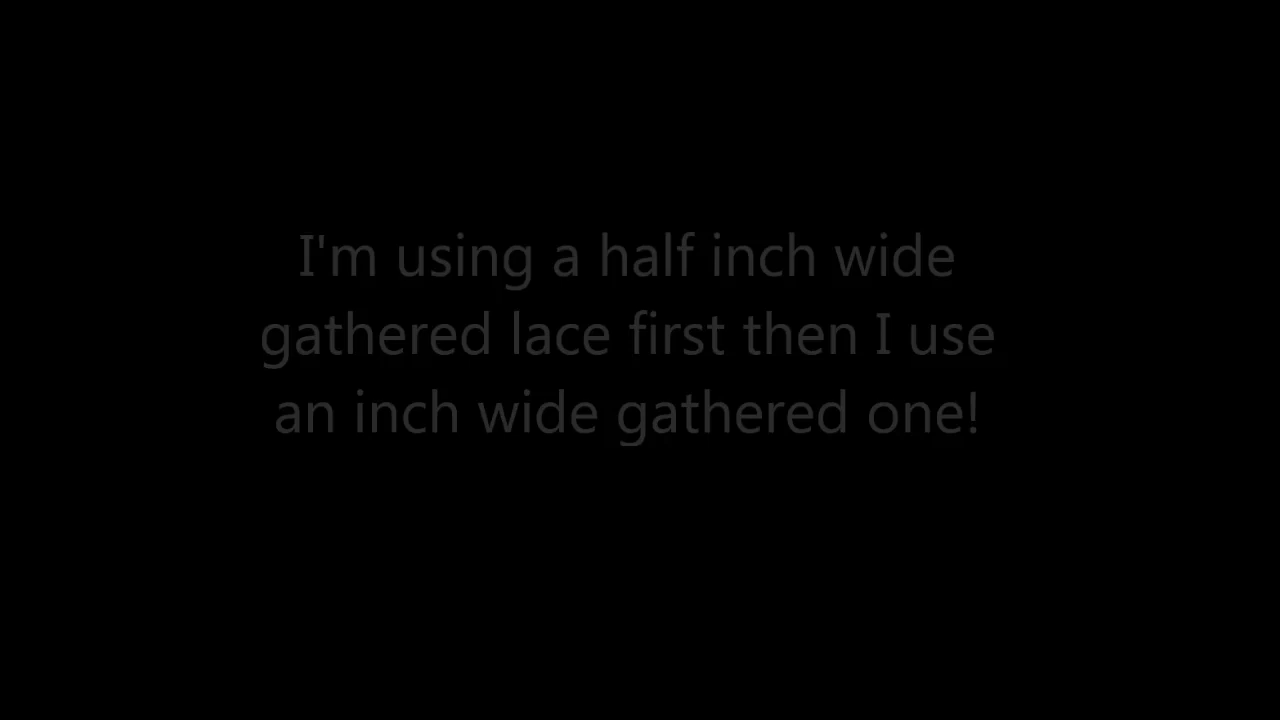 I'm using a half inch wide
gathered lace first then I use
an inch wide gathered one!